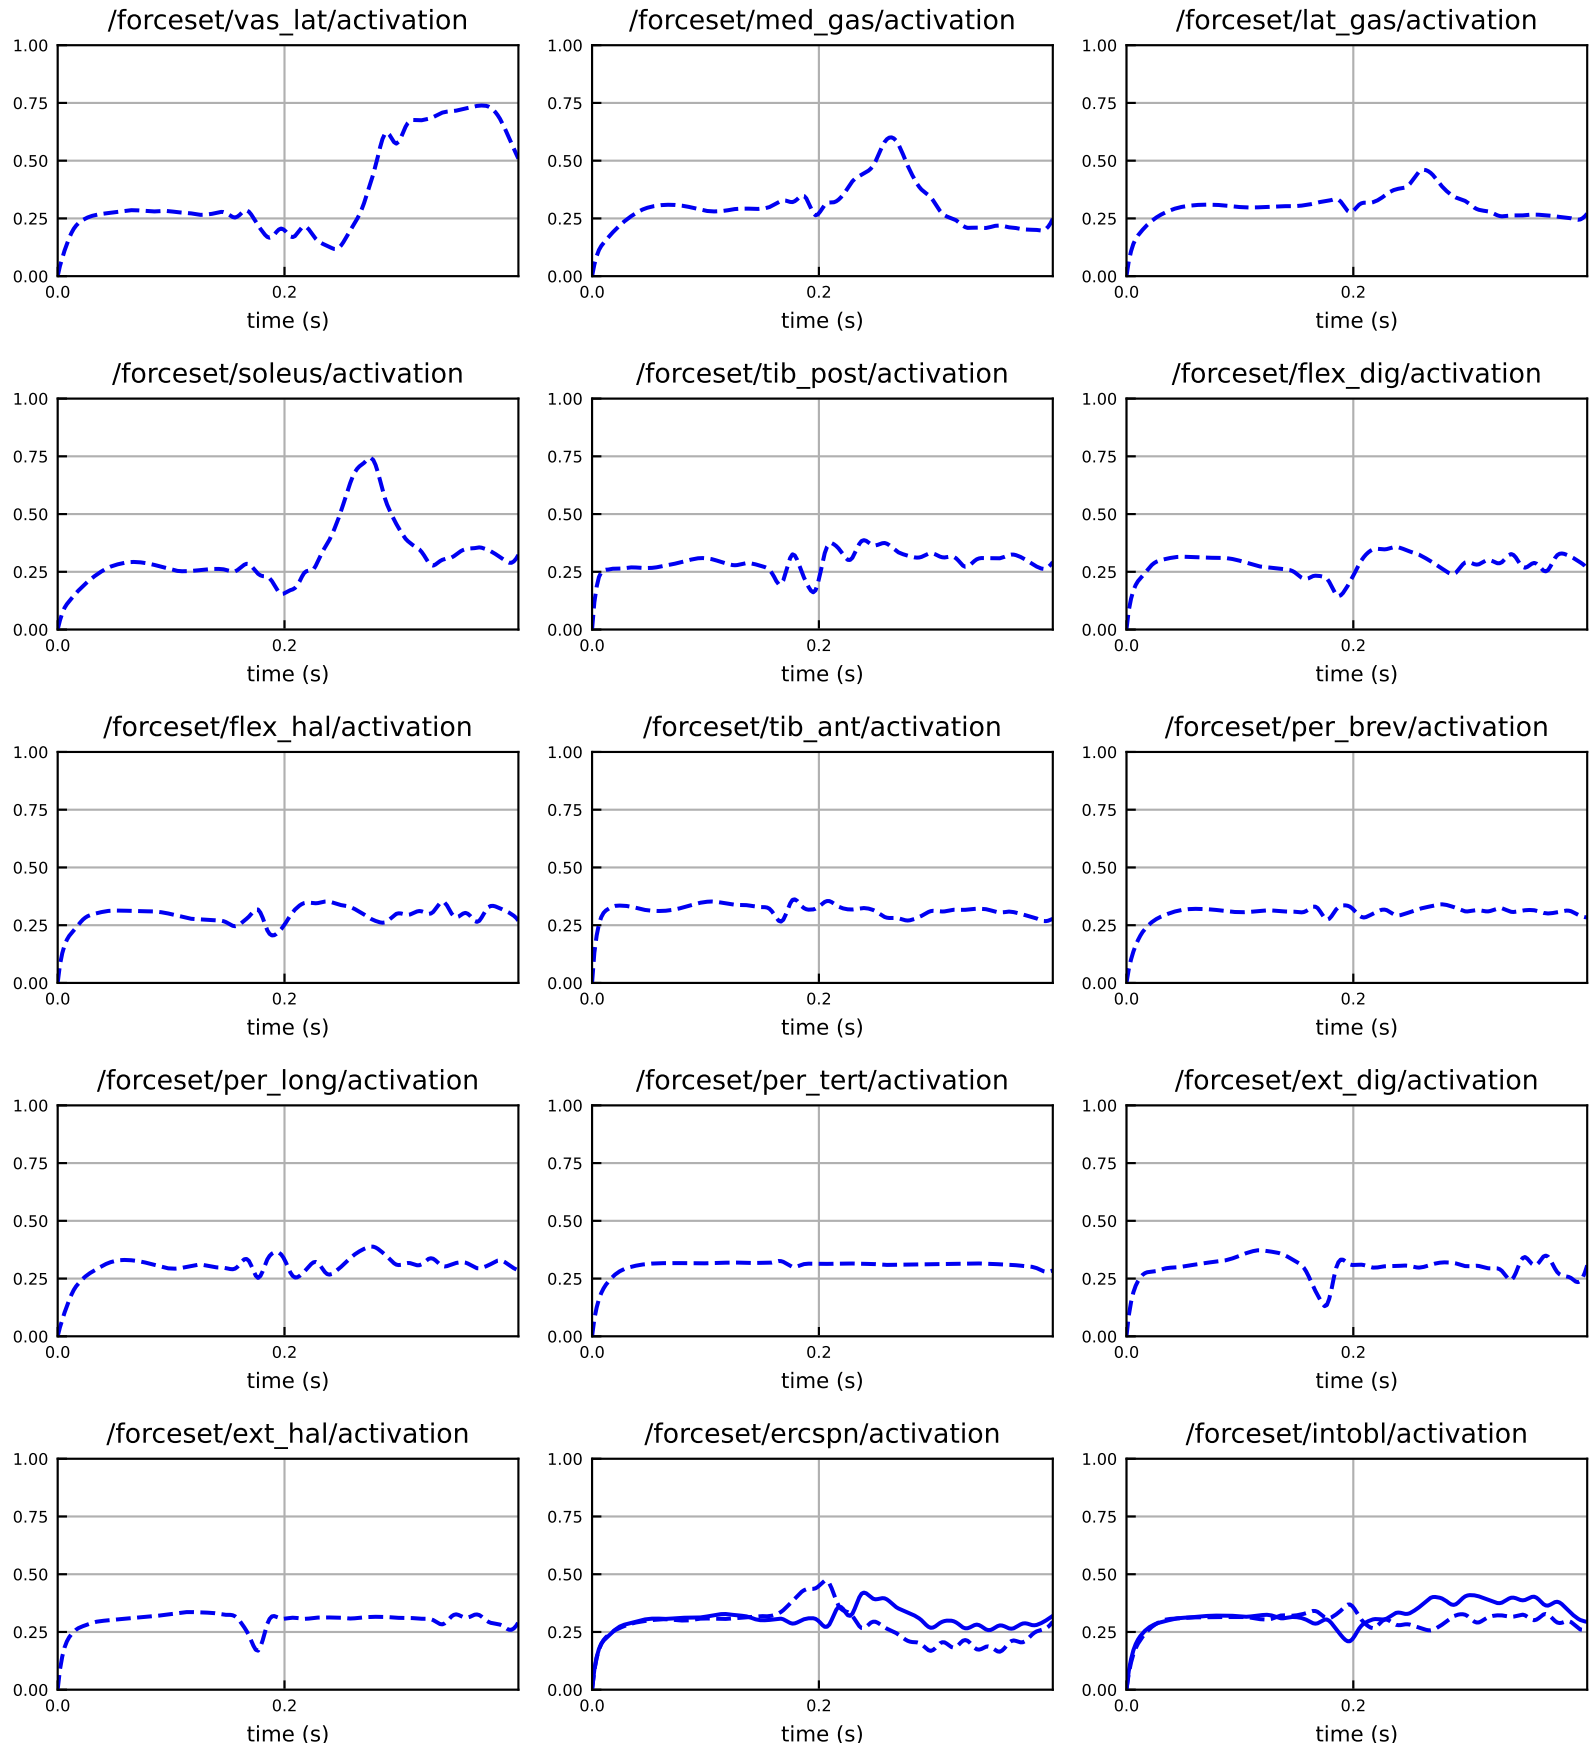 /forceset/vas_lat/activation /forceset/med_gas/activation /forceset/lat_gas/activation
1.00 1.00 1.00
0.75 0.75 0.75
0.50 0.50 0.50
0.25 0.25 0.25
0.00 0.00 0.00
0.0 0.2 0.0 0.2 0.0 0.2
time (s) time (s) time (s)
/forceset/soleus/activation /forceset/tib_post/activation /forceset/flex_dig/activation
1.00 1.00 1.00
0.75 0.75 0.75
0.50 0.50 0.50
0.25 0.25 0.25
0.00 0.00 0.00
0.0 0.2 0.0 0.2 0.0 0.2
time (s) time (s) time (s)
/forceset/flex_hal/activation /forceset/tib_ant/activation /forceset/per_brev/activation
1.00 1.00 1.00
0.75 0.75 0.75
0.50 0.50 0.50
0.25 0.25 0.25
0.00 0.00 0.00
0.0 0.2 0.0 0.2 0.0 0.2
time (s) time (s) time (s)
/forceset/per_long/activation /forceset/per_tert/activation /forceset/ext_dig/activation
1.00 1.00 1.00
0.75 0.75 0.75
0.50 0.50 0.50
0.25 0.25 0.25
0.00 0.00 0.00
0.0 0.2 0.0 0.2 0.0 0.2
time (s) time (s) time (s)
/forceset/ext_hal/activation /forceset/ercspn/activation /forceset/intobl/activation
1.00 1.00 1.00
0.75 0.75 0.75
0.50 0.50 0.50
0.25 0.25 0.25
0.00 0.00 0.00
0.0 0.2 0.0 0.2 0.0 0.2
time (s) time (s) time (s)